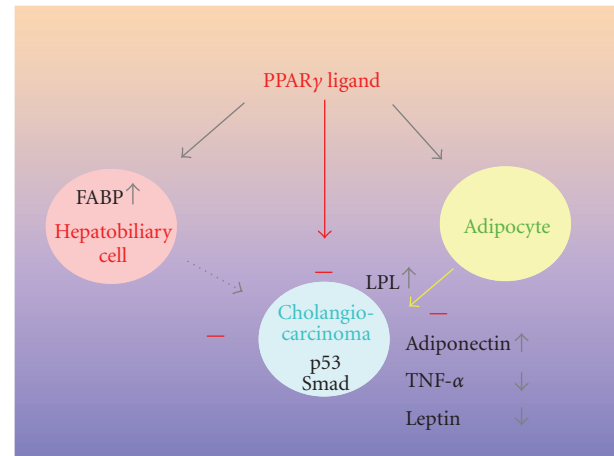 PPARγ ligand
FABP ↑
Hepatobiliary
cell
Adipocyte
LPL ↑
–
–
–
Cholangio-
carcinoma
p53
Smad
Adiponectin ↑
TNF-α ↓
Leptin ↓